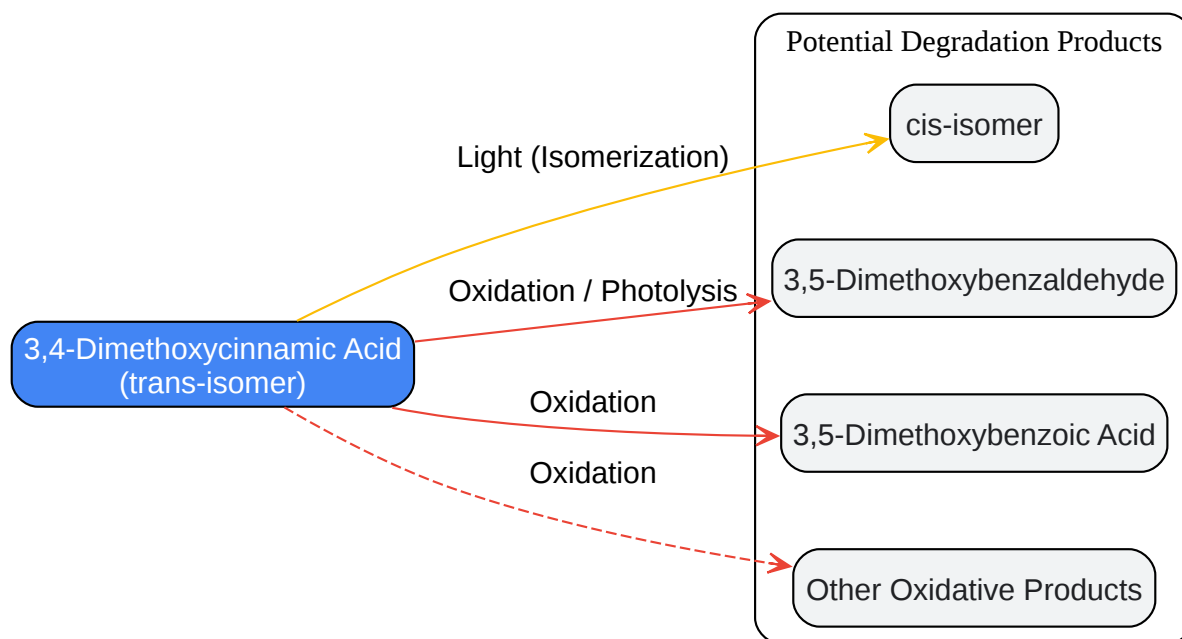 Potential Degradation Products
cis-isomer
Light (Isomerization)
3,5-Dimethoxybenzaldehyde
Oxidation / Photolysis
3,4-Dimethoxycinnamic Acid
(trans-isomer)
Oxidation
3,5-Dimethoxybenzoic Acid
Oxidation
Other Oxidative Products